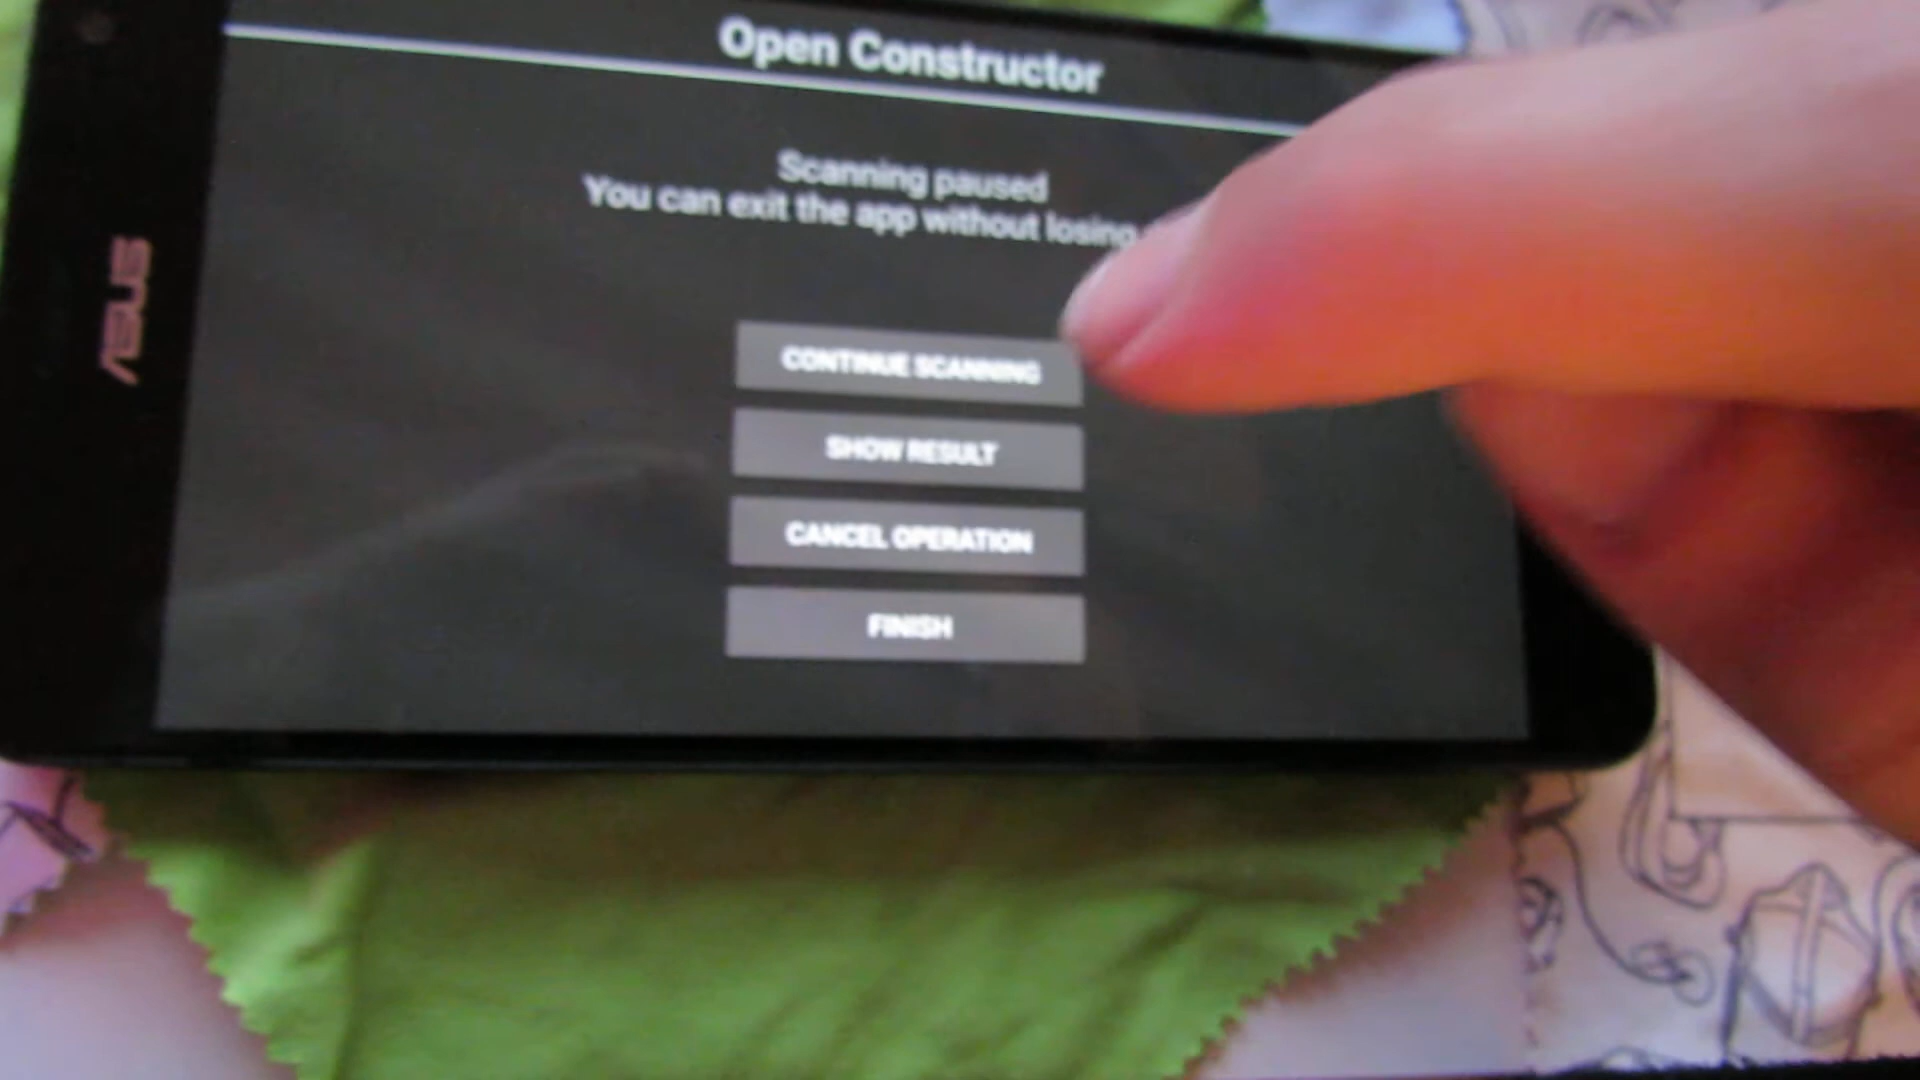 Open Constructor
Scanning paused
You can exit the app without losing
CONTINUE SCANNING
SHOW RESULT
CANCEL OPERATION
FINISH
ASUS